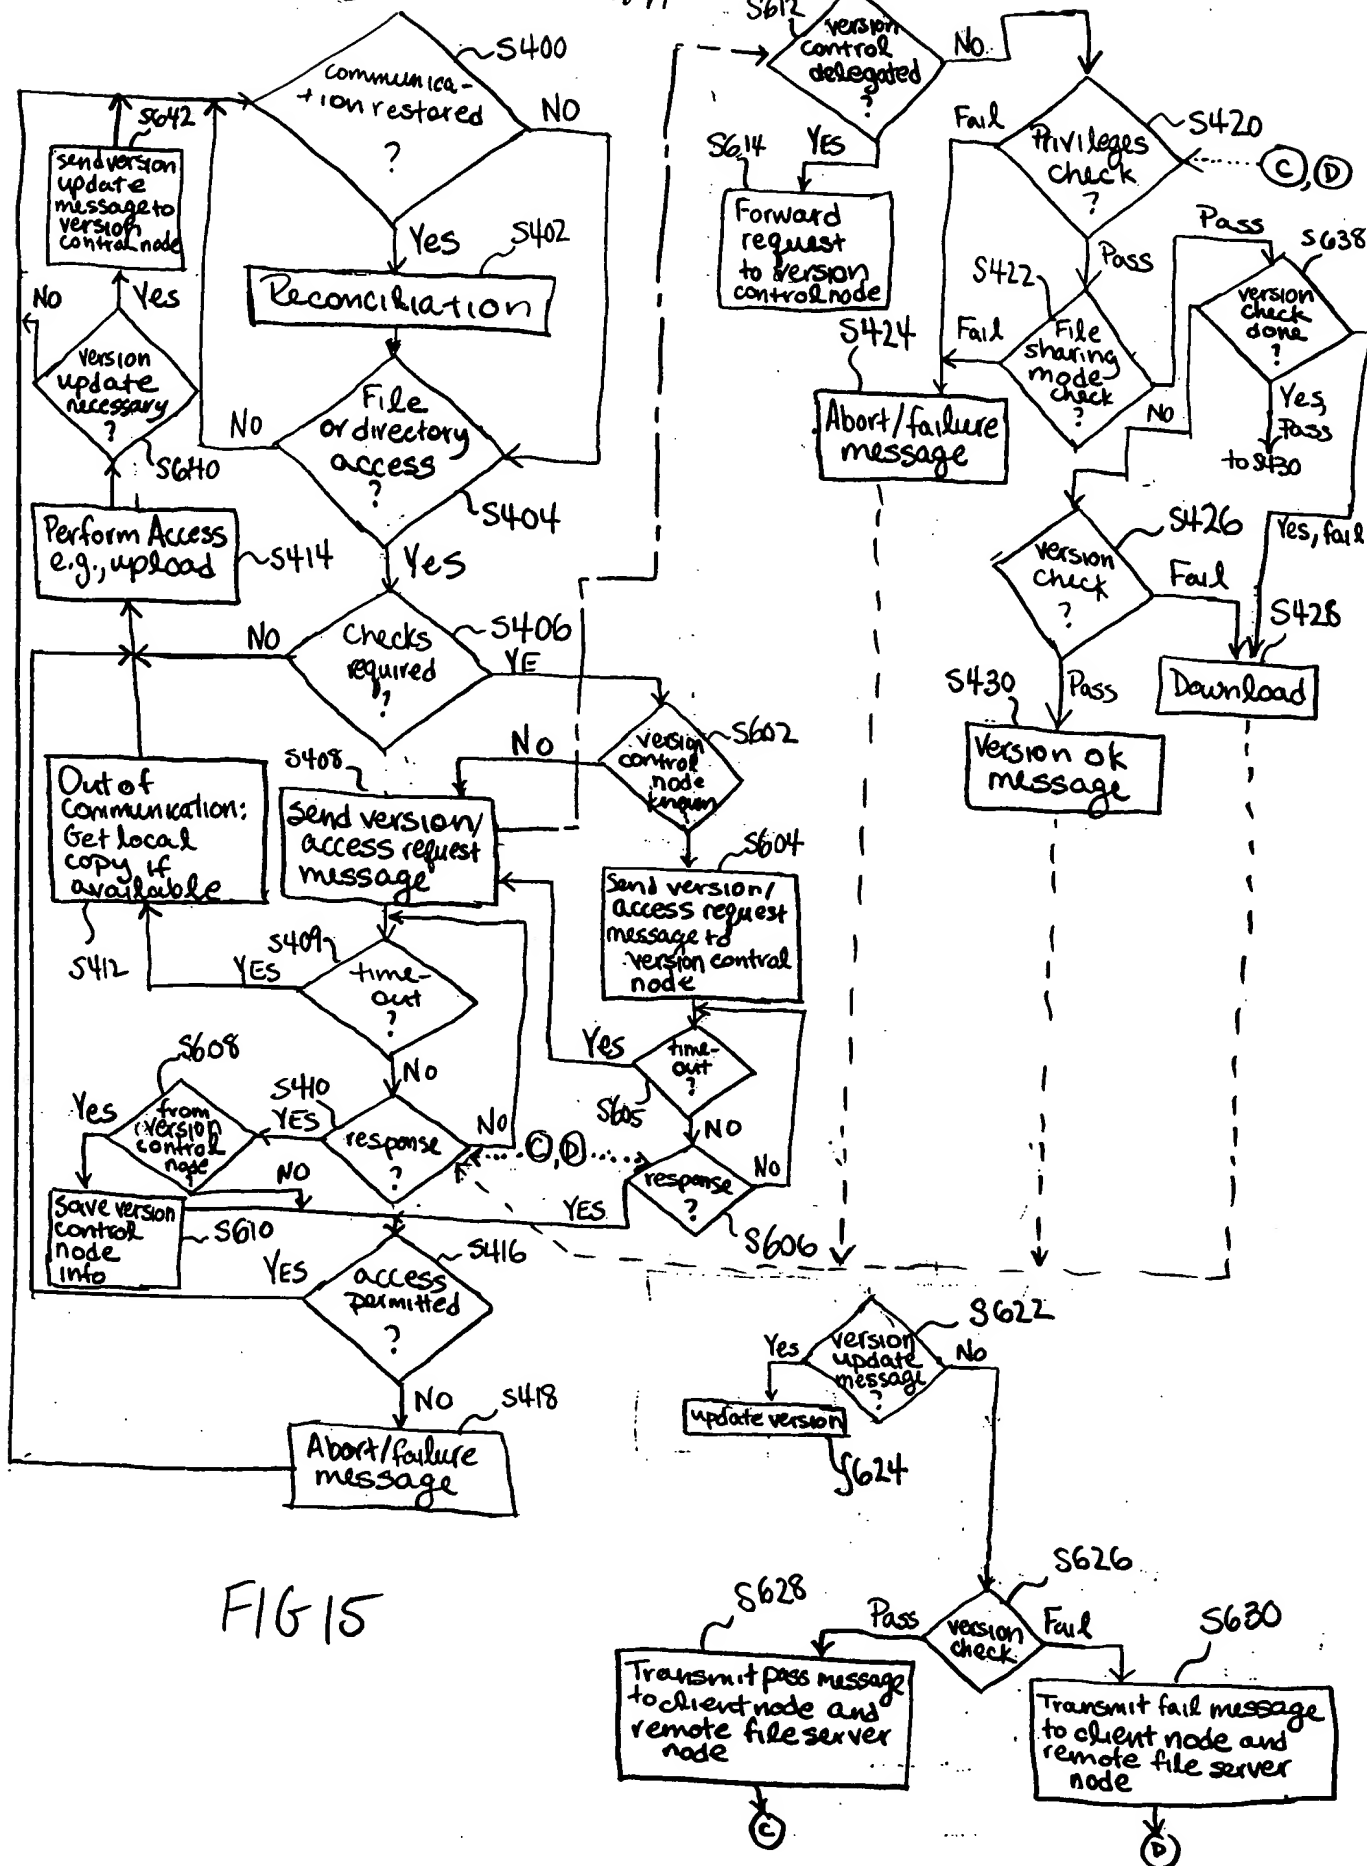 S400
communica-
tion restored
?
NO
Yes
S402
Reconciliation
File
or directory
access
?
NO
S404
Yes
S642
send version
update
message to
version
control node
NO
Yes
version
update
necessary
?
S640
Perform Access
e.g., upload
S414
NO
Checks
required
?
S406
YE
S602
version
control
node
known
NO
S408
Send version/
access request
message
Out of
communication:
Get local
copy if
available
S412
S604
Send version/
access request
message to
version control
node
S409
time-
out
?
YES
NO
Yes
time-
out
?
S605
NO
S608
Yes
from
version
control
node
NO
S410
YES
response
?
NO
C, D
response
?
No
YES
S606
Save version
control
node
info
S610
YES
access
permitted
?
S416
NO
S418
Abort/failure
message
FIG 15
S612
version
control
delegated
?
No
YES
S614
Forward
request
to version
control node
Fail
Privileges
check
?
S420
C, D
Pass
S422
File
sharing
mode
check
?
Fail
Pass
S638
version
check
done
?
No
Yes,
Pass
to S430
Yes, fail
S424
Abort/failure
message
version
check
?
S426
Fail
S428
Download
Pass
S430
Version ok
message
S622
version
update
message
?
Yes
No
update version
S624
S626
version
check
Pass
Fail
S628
Transmit pass message
to client node and
remote file server
node
C
S630
Transmit fail message
to client node and
remote file server
node
D